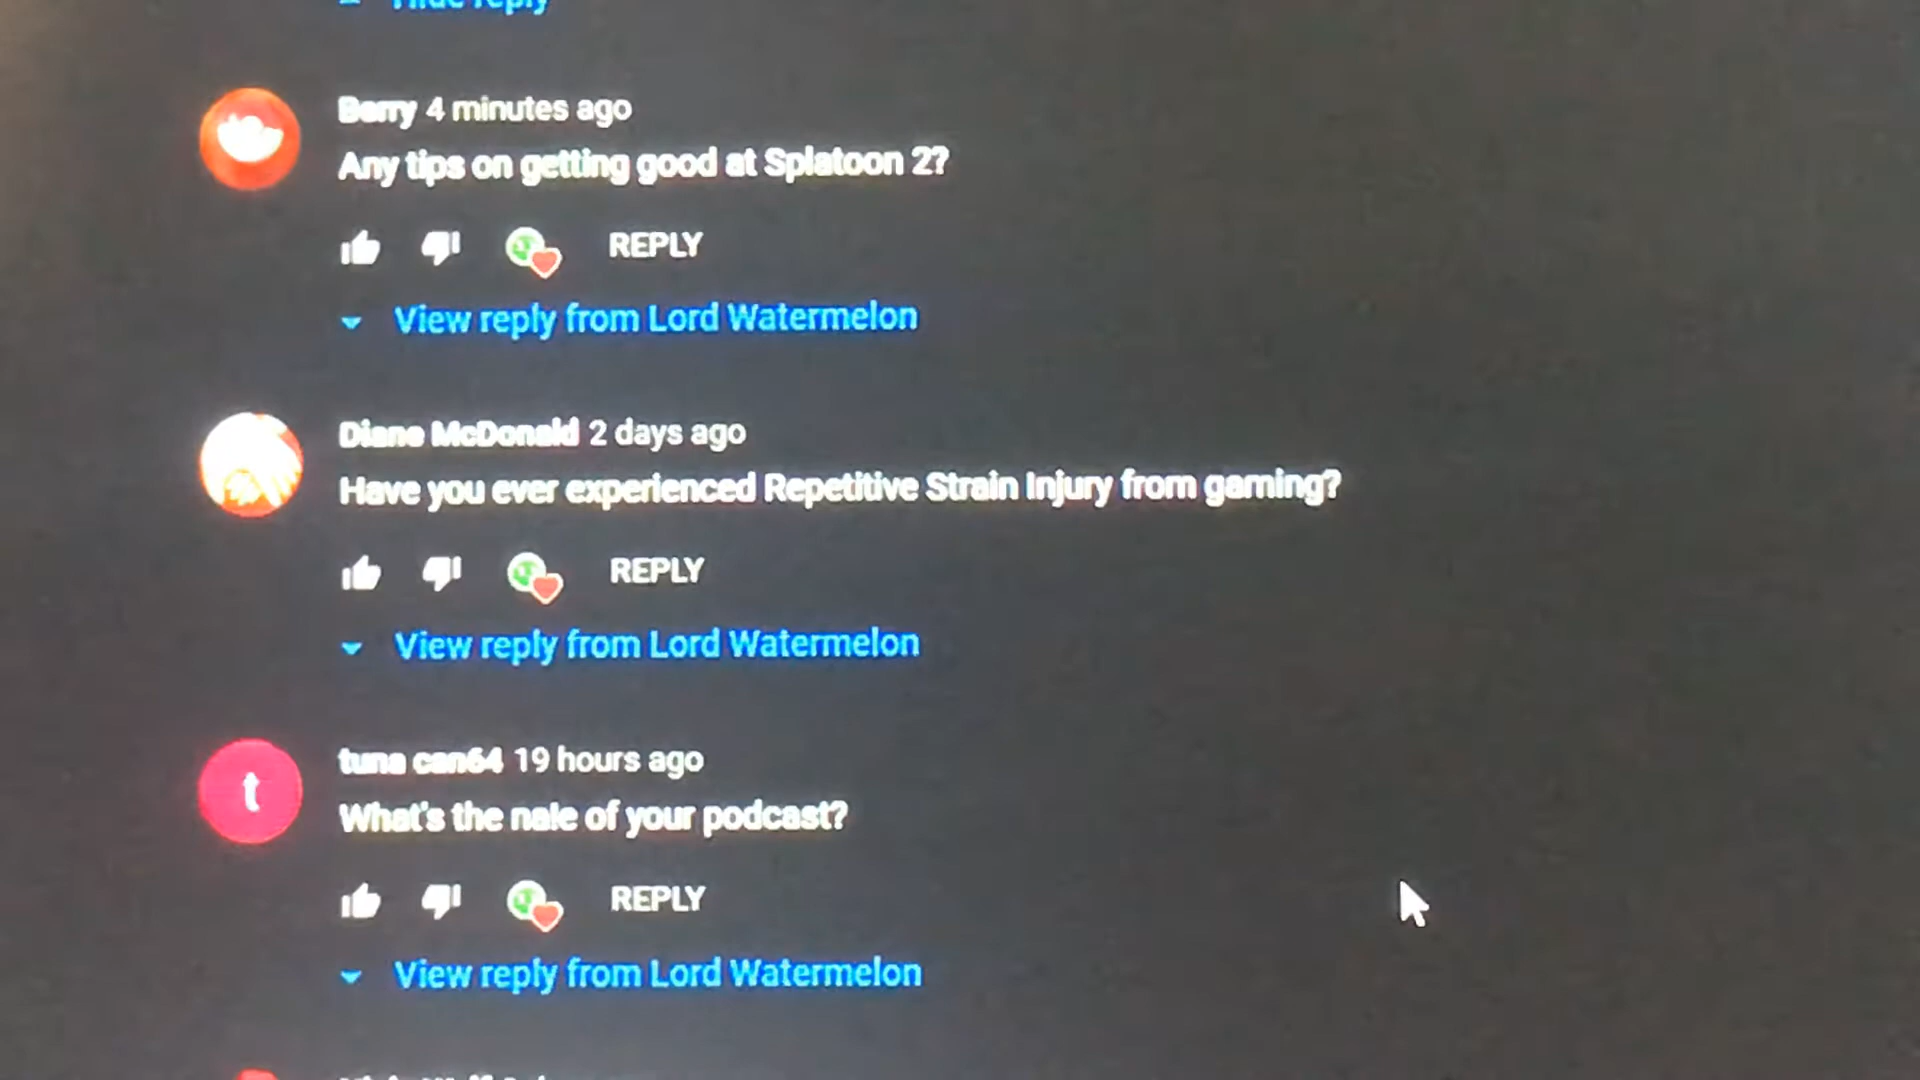 Hide reply
Berry 4 minutes ago
Any tips on getting good at Splatoon 2?
REPLY
View reply from Lord Watermelon
Diane McDonald 2 days ago
Have you ever experienced Repetitive Strain Injury from gaming?
REPLY
View reply from Lord Watermelon
t
tuna can64 19 hours ago
What's the nale of your podcast?
REPLY
View reply from Lord Watermelon